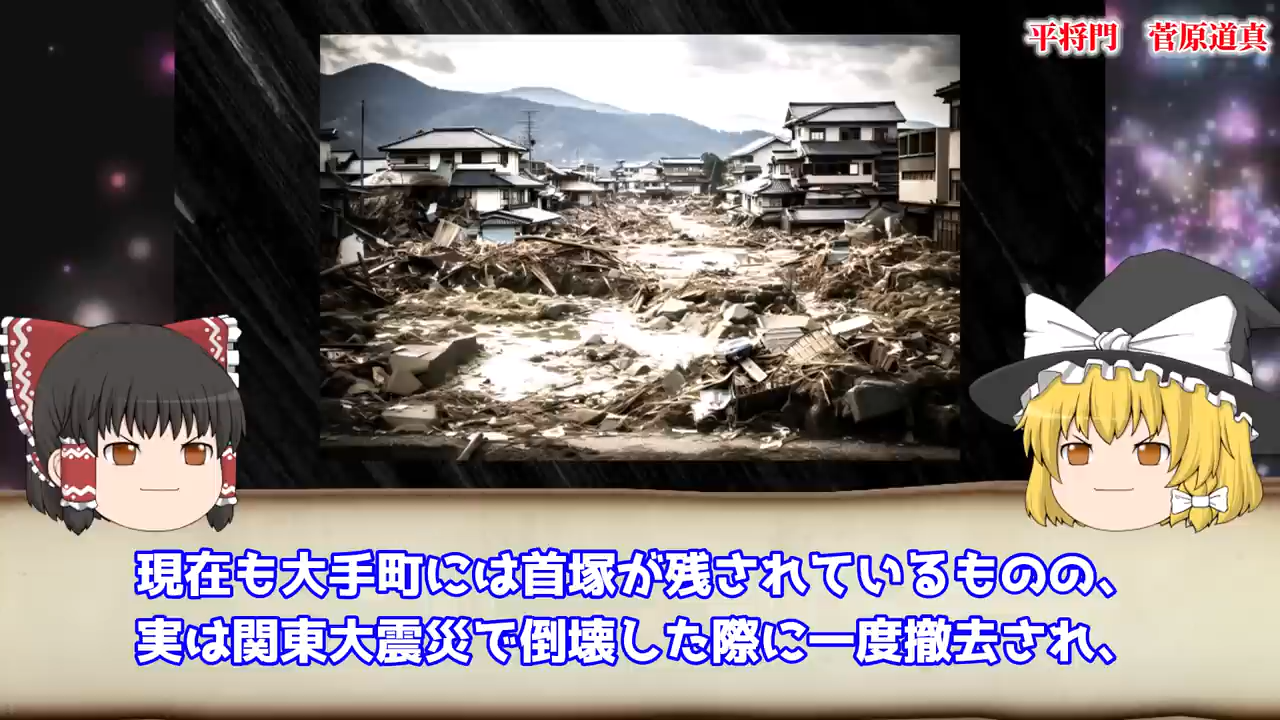 平将門　菅原道真
現在も大手町には首塚が残されているものの、
実は関東大震災で倒壊した際に一度撤去され、